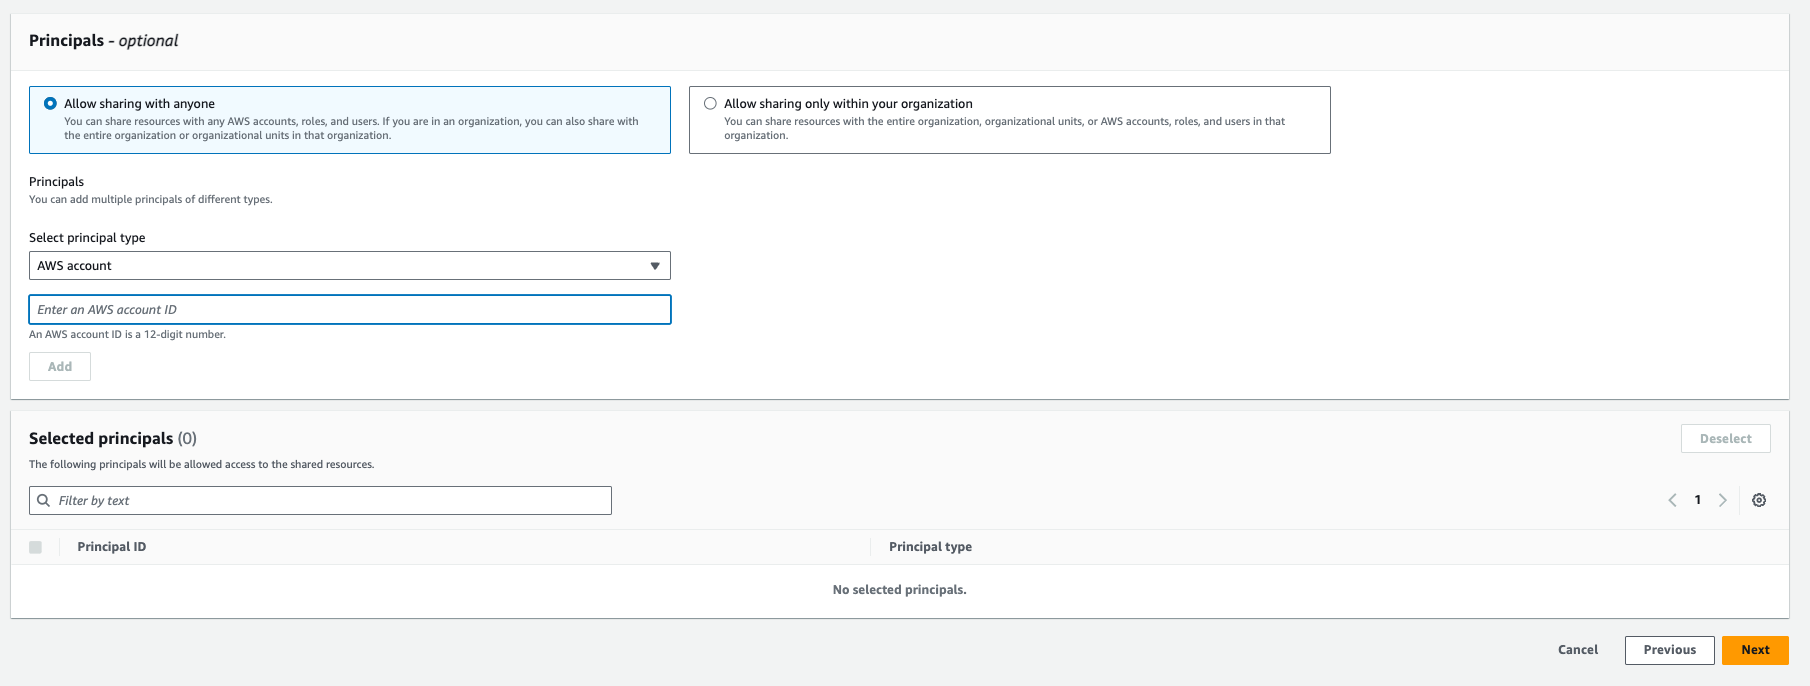 Principals - optional
Allow sharing with anyone
You can share resources with any AWS accounts, roles, and users. If you are in an organization, you can also share with
the entire organization or organizational units in that organization.
Allow sharing only within your organization
You can share resources with the entire organization, organizational units, or AWS accounts, roles, and users in that
organization.
Principals
You can add multiple principals of different types.
Select principal type
AWS account
Enter an AWS account ID
An AWS account ID is a 12-digit number.
Add
Selected principals (0)
Deselect
The following principals will be allowed access to the shared resources.
Filter by text
1
Principal ID
Principal type
No selected principals.
Cancel
Previous
Next